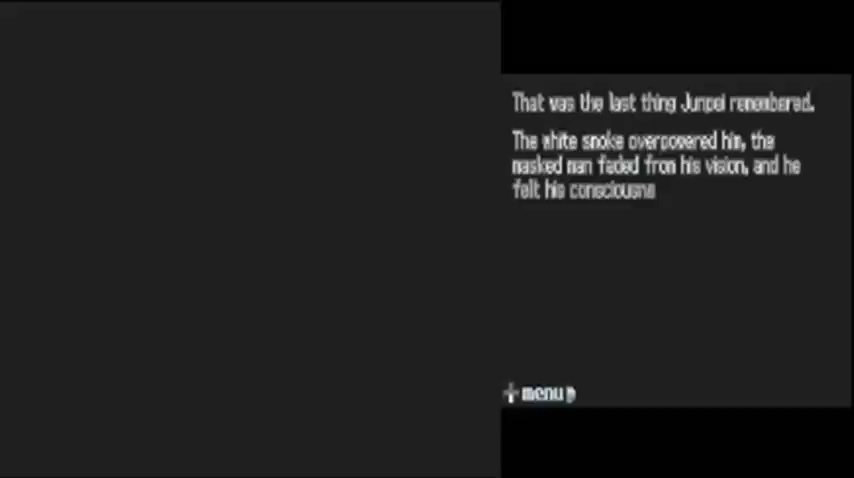 That was the last thing Junpei remembered.
The white smoke overpowered him, the
masked man faded from his vision, and he
felt his consciousne
menu